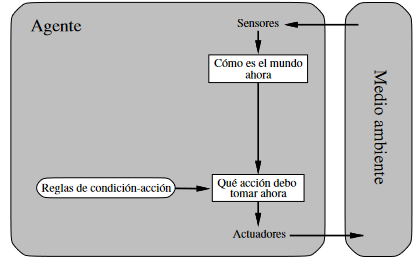 Agente
Sensores
Cómo es el mundo
ahora
Medio ambiente
Reglas de condición-acción
Qué acción debo
tomar ahora
Actuadores